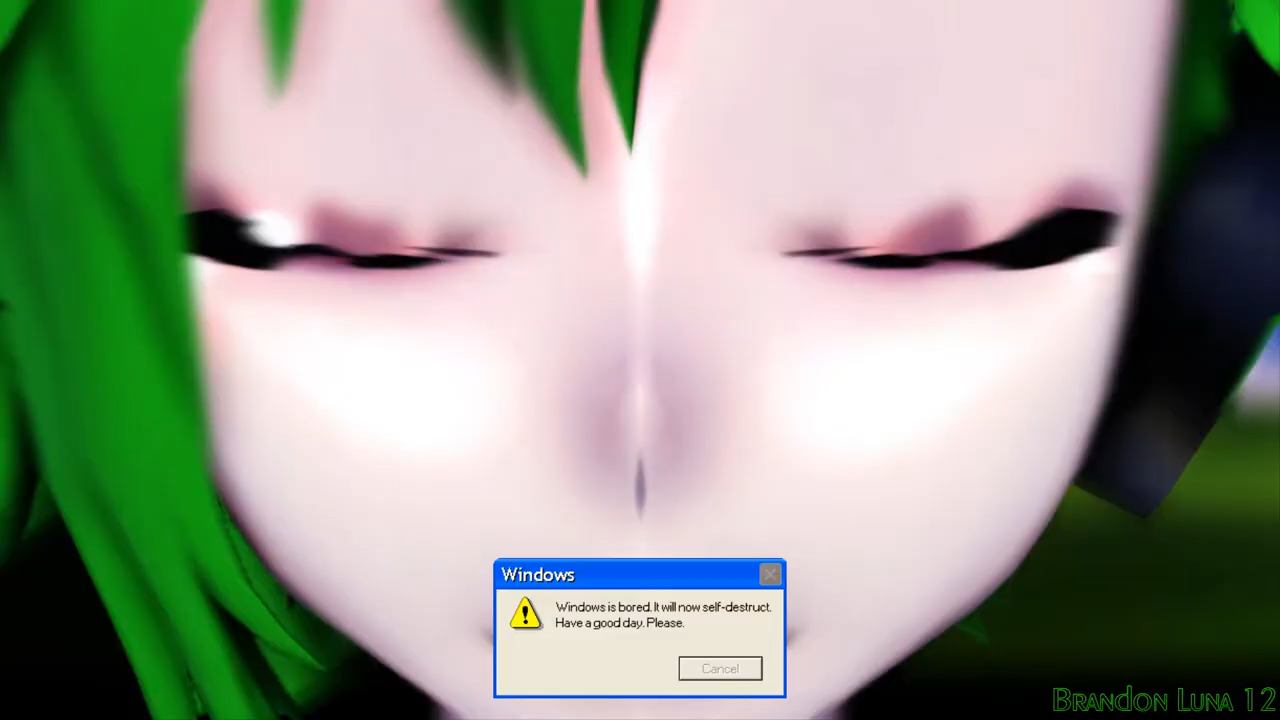 Windows
Windows is bored. It will now self-destruct.
Have a good day. Please.
Cancel
Brandon Luna 12